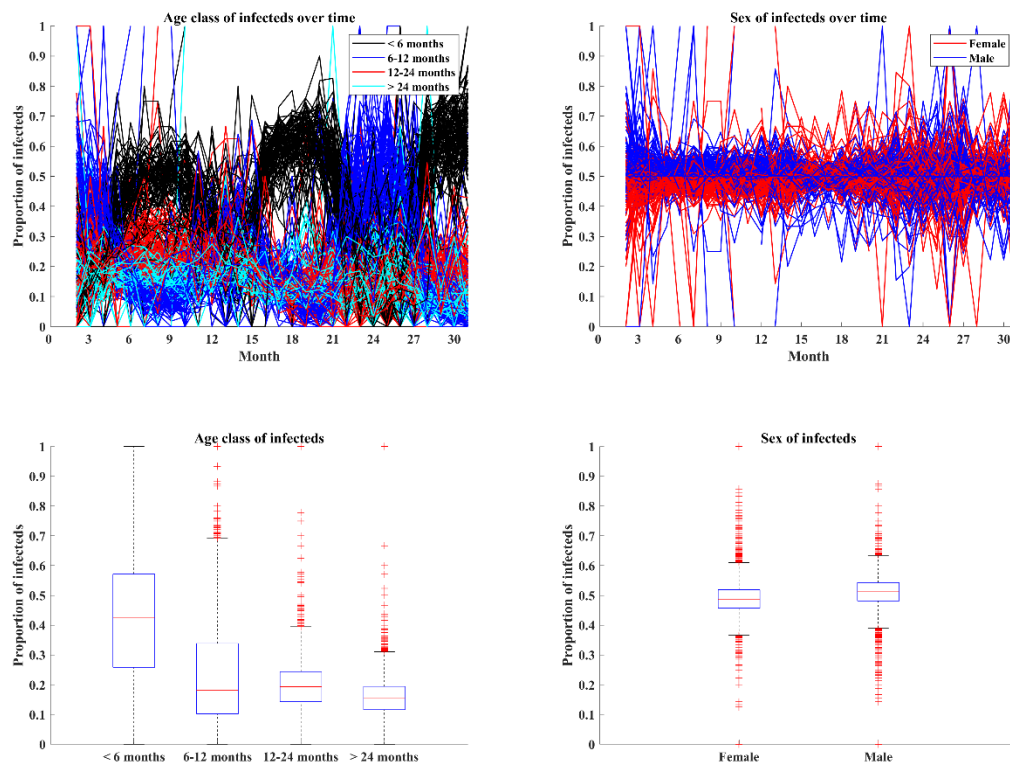 Age class of infecteds over time
< 6 months
6-12 months
12-24 months
> 24 months
1
0.9
0.8
0.7
0.6
0.5
0.4
0.3
0.2
0.1
0
Proportion of infecteds
0 3 6 9 12 15 18 21 24 27 30
Month
Sex of infecteds over time
Female
Male
1
0.9
0.8
0.7
0.6
0.5
0.4
0.3
0.2
0.1
0
Proportion of infecteds
0 3 6 9 12 15 18 21 24 27 30
Month
Age class of infecteds
1
0.9
0.8
0.7
0.6
0.5
0.4
0.3
0.2
0.1
0
Proportion of infecteds
< 6 months 6-12 months 12-24 months > 24 months
Sex of infecteds
1
0.9
0.8
0.7
0.6
0.5
0.4
0.3
0.2
0.1
0
Proportion of infecteds
Female Male